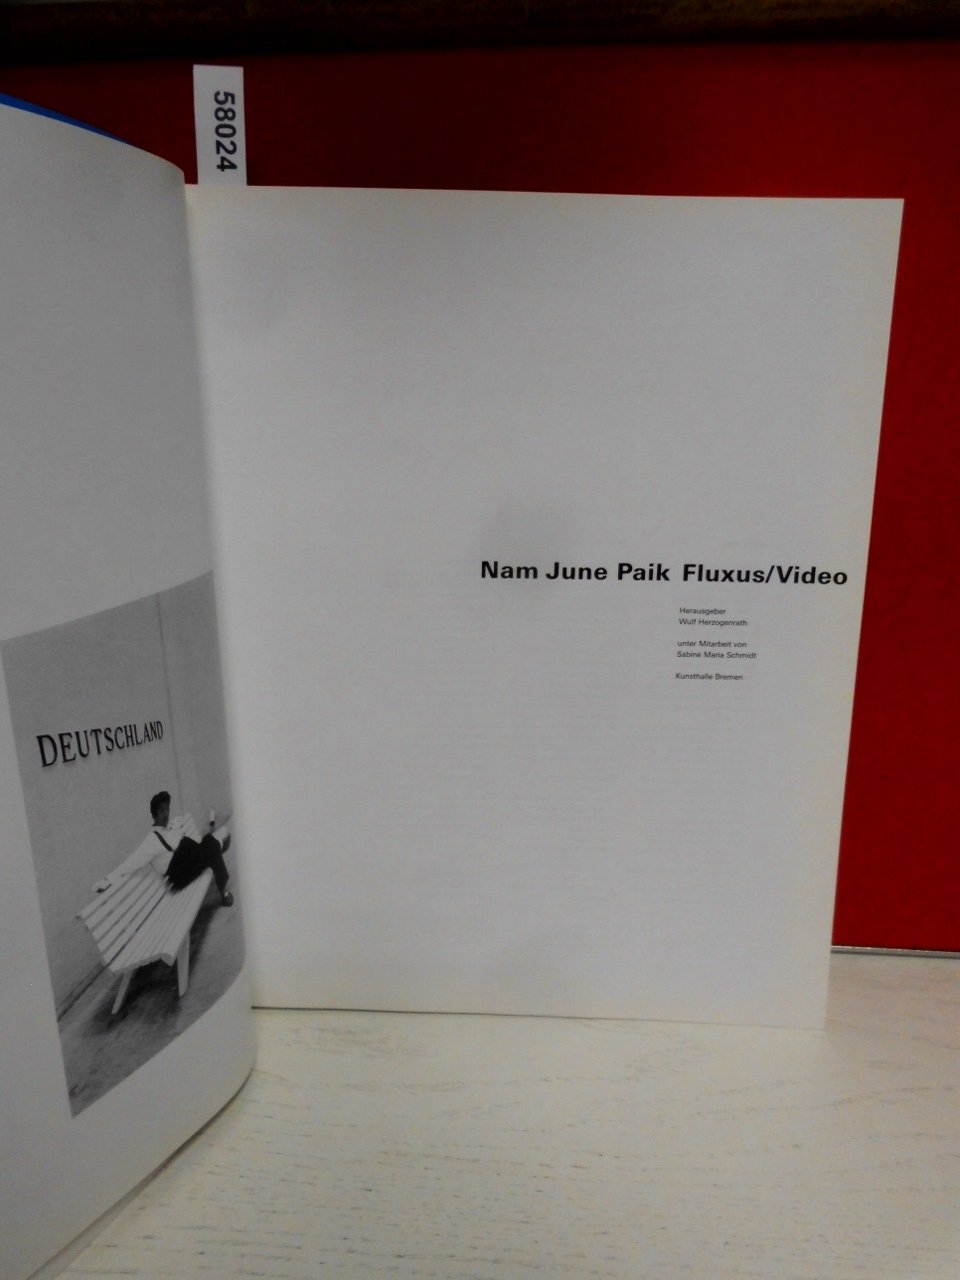 58024
DEUTSCHLAND
Nam June Paik Fluxus/Video
Herausgeber
Wulf Herzogenrath
unter Mitarbeit von
Sabine Maria Schmidt
Kunsthalle Bremen